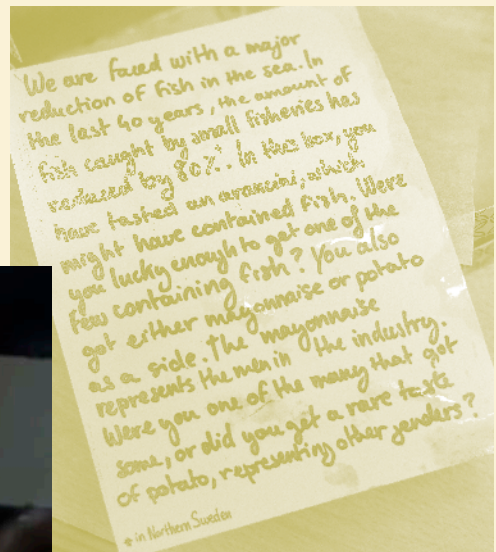 We are faced with a major
reduction of fish in the sea. In
the last 40 years, the amount of
fish caught by small fisheries has
reduced by 80%*. In this box, you
have tasted an arancini, which
might have contained fish. Were
you lucky enough to get one of the
few containing fish? You also
got either mayonnaise or potato
as a side. The mayonnaise
represents the men in the industry.
Were you one of the many that got
some, or did you get a rare taste
of potato, representing other genders?
* in Northern Sweden